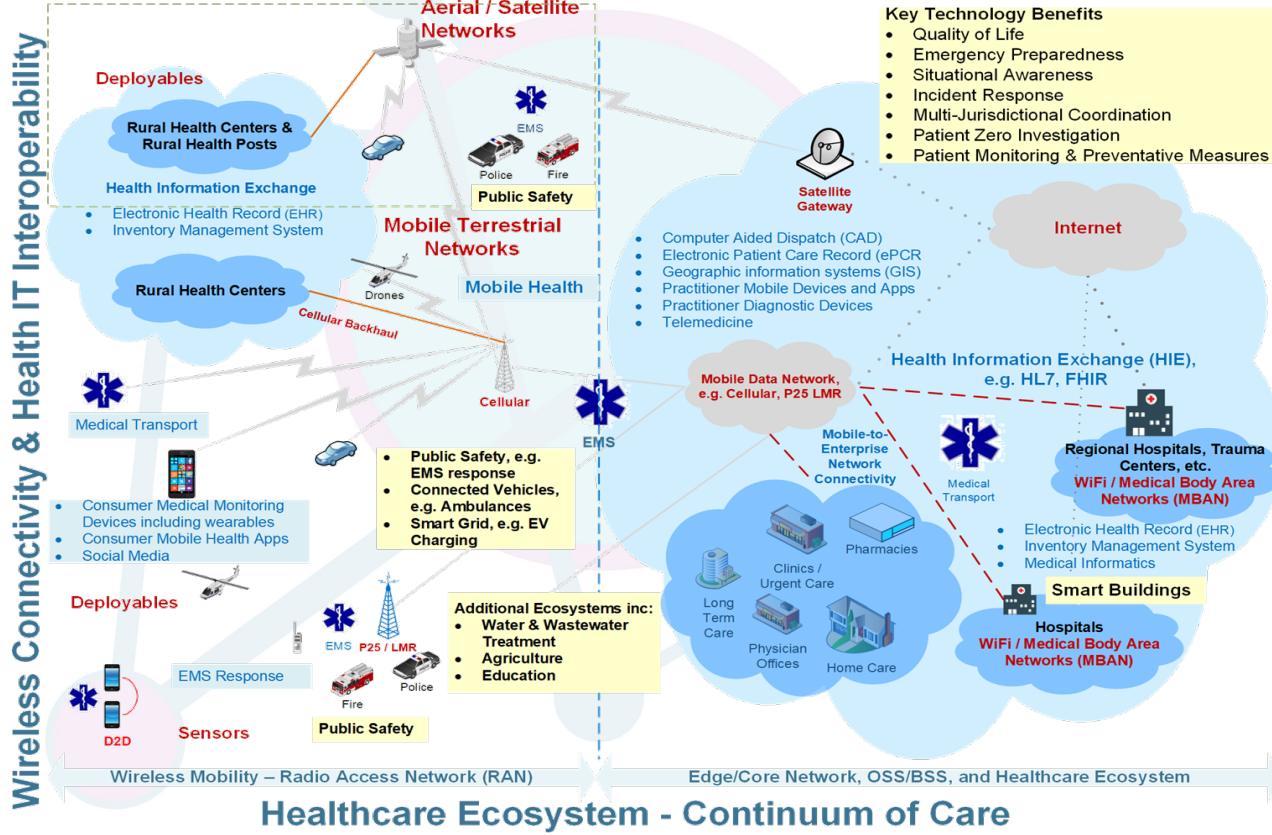 Wireless Connectivity & Health IT Interoperability
Aerial / Satellite
Networks
Deployables
Rural Health Centers &
Rural Health Posts
Health Information Exchange
• Electronic Health Record (EHR)
• Inventory Management System
EMS
Police
Fire
Public Safety
Mobile Terrestrial
Networks
Mobile Health
Drones
Rural Health Centers
Cellular Backhaul
Cellular
Medical Transport
• Consumer Medical Monitoring
Devices including wearables
• Consumer Mobile Health Apps
• Social Media
• Public Safety, e.g.
EMS response
• Connected Vehicles,
e.g. Ambulances
• Smart Grid, e.g. EV
Charging
EMS
Deployables
EMS
P25 / LMR
EMS Response
Fire
Police
Public Safety
Additional Ecosystems inc:
• Water & Wastewater
Treatment
• Agriculture
• Education
D2D
Sensors
Key Technology Benefits
• Quality of Life
• Emergency Preparedness
• Situational Awareness
• Incident Response
• Multi-Jurisdictional Coordination
• Patient Zero Investigation
• Patient Monitoring & Preventative Measures
Satellite
Gateway
Internet
• Computer Aided Dispatch (CAD)
• Electronic Patient Care Record (ePCR
• Geographic information systems (GIS)
• Practitioner Mobile Devices and Apps
• Practitioner Diagnostic Devices
• Telemedicine
Mobile Data Network,
e.g. Cellular, P25 LMR
Health Information Exchange (HIE),
e.g. HL7, FHIR
Mobile-to-
Enterprise
Network
Connectivity
Medical
Transport
Regional Hospitals, Trauma
Centers, etc.
WiFi / Medical Body Area
Networks (MBAN)
• Electronic Health Record (EHR)
• Inventory Management System
• Medical Informatics
Smart Buildings
Hospitals
WiFi / Medical Body Area
Networks (MBAN)
Pharmacies
Clinics /
Urgent Care
Long
Term
Care
Physician
Offices
Home Care
Wireless Mobility – Radio Access Network (RAN)
Edge/Core Network, OSS/BSS, and Healthcare Ecosystem
Healthcare Ecosystem - Continuum of Care